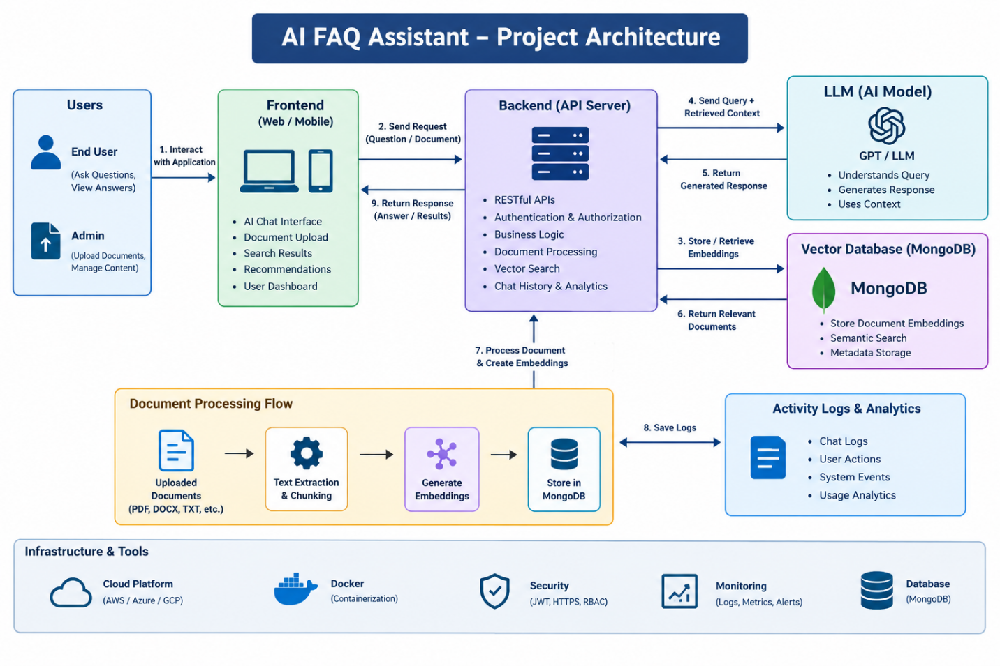 AI FAQ Assistant – Project Architecture
Users
End User
(Ask Questions,
View Answers)
Admin
(Upload Documents,
Manage Content)
1. Interact
with Application
Frontend
(Web / Mobile)
• AI Chat Interface
• Document Upload
• Search Results
• Recommendations
• User Dashboard
2. Send Request
(Question / Document)
9. Return Response
(Answer / Results)
Backend (API Server)
• RESTful APIs
• Authentication & Authorization
• Business Logic
• Document Processing
• Vector Search
• Chat History & Analytics
4. Send Query +
Retrieved Context
5. Return
Generated Response
3. Store / Retrieve
Embeddings
6. Return Relevant
Documents
LLM (AI Model)
GPT / LLM
• Understands Query
• Generates Response
• Uses Context
Vector Database (MongoDB)
MongoDB
• Store Document Embeddings
• Semantic Search
• Metadata Storage
7. Process Document
& Create Embeddings
Document Processing Flow
Uploaded
Documents
(PDF, DOCX, TXT, etc.)
Text Extraction
& Chunking
Generate
Embeddings
Store in
MongoDB
8. Save Logs
Activity Logs & Analytics
• Chat Logs
• User Actions
• System Events
• Usage Analytics
Infrastructure & Tools
Cloud Platform
(AWS / Azure / GCP)
Docker
(Containerization)
Security
(JWT, HTTPS, RBAC)
Monitoring
(Logs, Metrics, Alerts)
Database
(MongoDB)